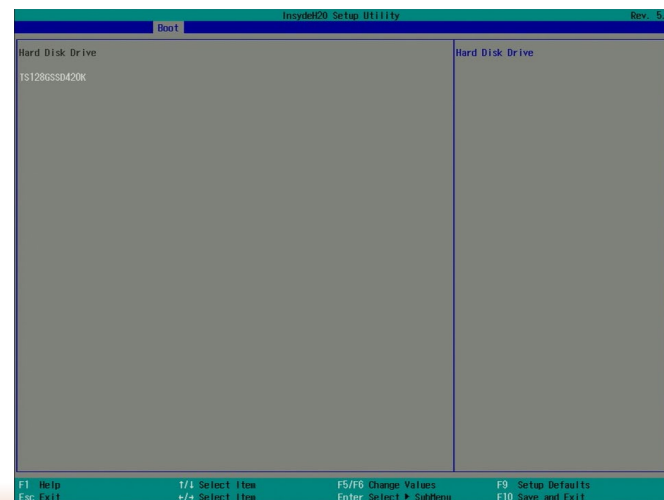 InsydeH20 Setup Utility Rev. 5.
Boot
Hard Disk Drive
Hard Disk Drive
TS128GSSD420K
F1 Help ↑/↓ Select Item F5/F6 Change Values F9 Setup Defaults
Esc Exit ←/→ Select Item Enter Select ▶ SubMenu F10 Save and Exit